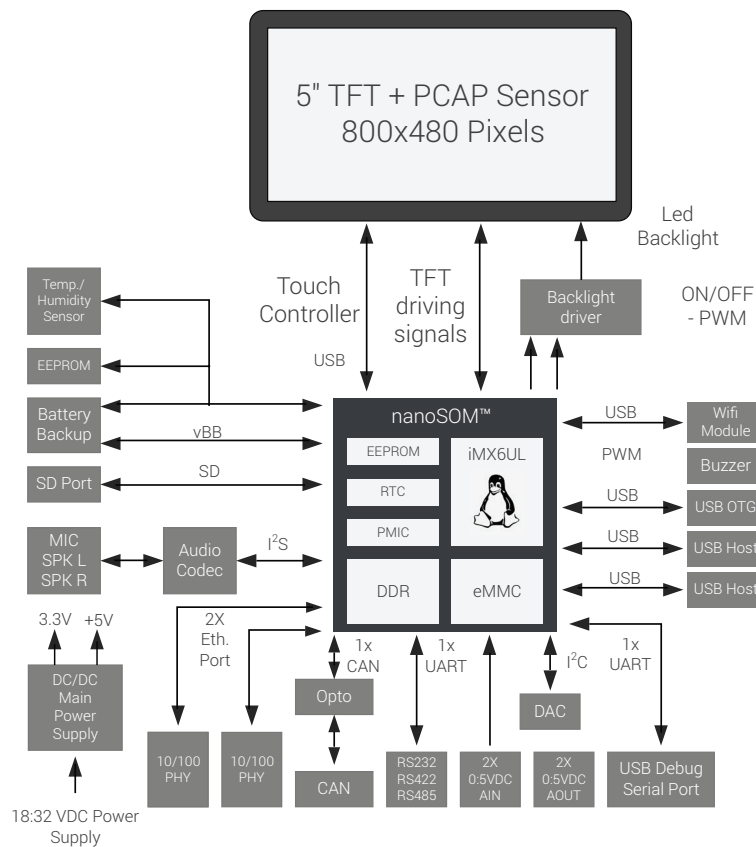 5" TFT + PCAP Sensor
800x480 Pixels
Led
Backlight
Temp./
Humidity
Sensor
Touch
Controller
TFT
driving
signals
Backlight
driver
ON/OFF
- PWM
USB
EEPROM
Battery
Backup
vBB
nanoSOM™
EEPROM
RTC
PMIC
iMX6UL
DDR
eMMC
USB
Wifi
Module
PWM
Buzzer
SD Port
SD
USB
USB OTG
MIC
SPK L
SPK R
Audio
Codec
I²S
USB
USB Host
USB
USB Host
3.3V
+5V
2X
Eth.
Port
1x
CAN
1x
UART
I²C
1x
UART
DC/DC
Main
Power
Supply
Opto
DAC
10/100
PHY
10/100
PHY
CAN
RS232
RS422
RS485
2X
0:5VDC
AIN
2X
0:5VDC
AOUT
USB Debug
Serial Port
18:32 VDC Power
Supply